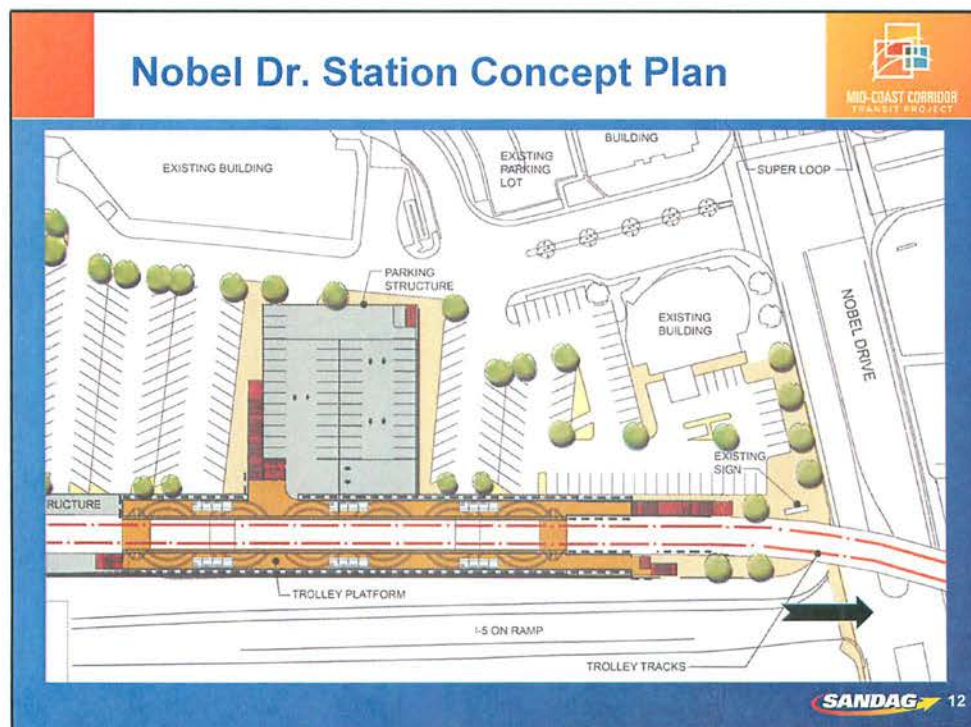 Nobel Dr. Station Concept Plan
MID-COAST CORRIDOR
TRANSIT PROJECT
EXISTING BUILDING
EXISTING
PARKING
LOT
BUILDING
SUPER LOOP
PARKING
STRUCTURE
EXISTING
BUILDING
NOBEL DRIVE
EXISTING
SIGN
RUCTURE
TROLLEY PLATFORM
I-5 ON RAMP
TROLLEY TRACKS
SANDAG 12